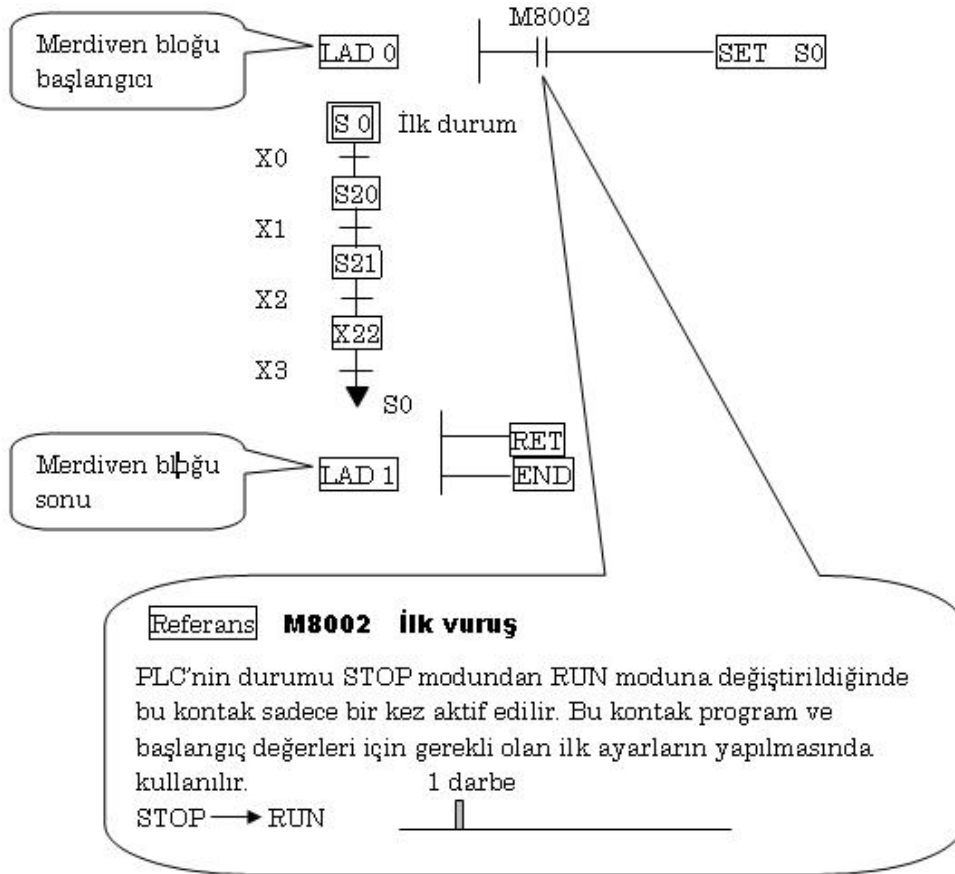 M8002
Merdiven bloğu
başlangıcı
LAD 0
SET S0
S 0
İlk durum
X0
S20
X1
S21
X2
X22
X3
S0
Merdiven bloğu
sonu
LAD 1
RET
END
Referans M8002 İlk vuruş
PLC'nin durumu STOP modundan RUN moduna değiştirildiğinde
bu kontak sadece bir kez aktif edilir. Bu kontak program ve
başlangıç değerleri için gerekli olan ilk ayarların yapılmasında
kullanılır.
1 darbe
STOP → RUN